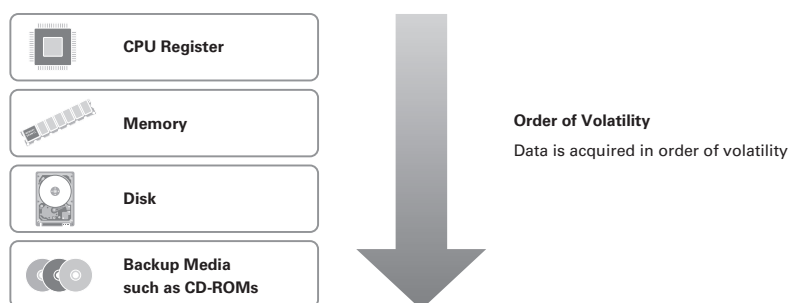 CPU Register
Memory
Order of Volatility
Data is acquired in order of volatility
Disk
Backup Media
such as CD-ROMs